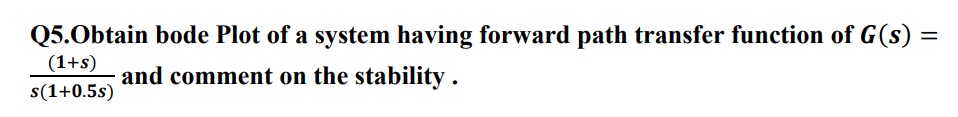 Q5.Obtain bode Plot of a system having forward path transfer function of G(s) =
(1+s)
s(1+0.5s) and comment on the stability .